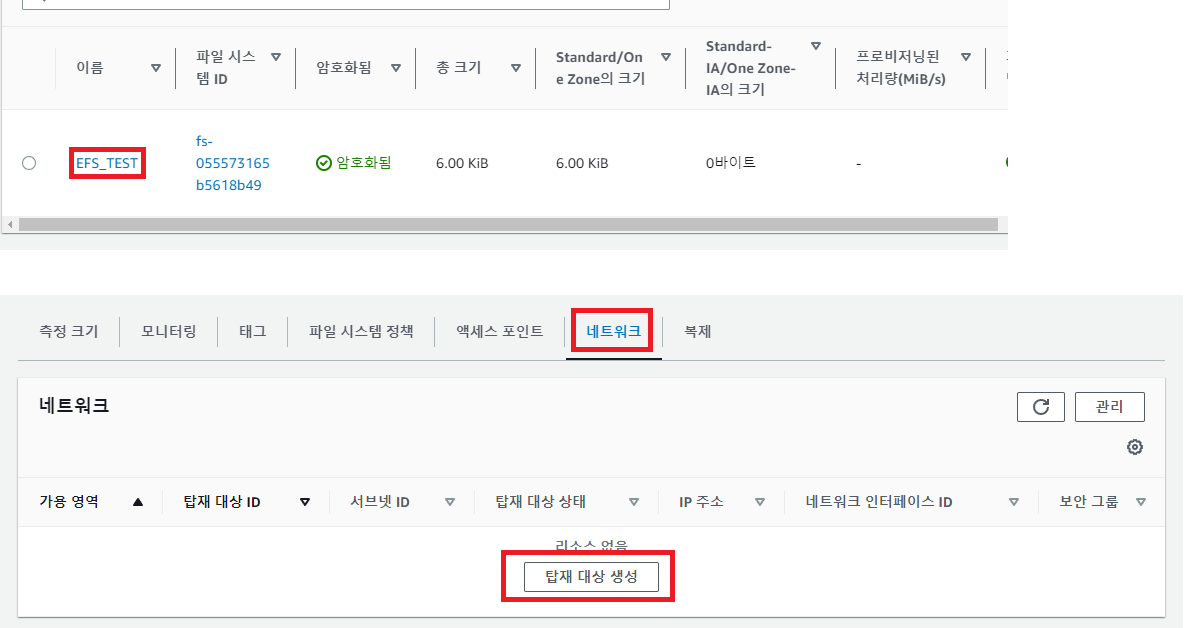 이름
파일 시스
템 ID
암호화됨
총 크기
Standard/On
e Zone의 크기
Standard-
IA/One Zone-
IA의 크기
프로비저닝된
처리량(MiB/s)
EFS_TEST
fs-
055573165
b5618b49
암호화됨
6.00 KiB
6.00 KiB
0바이트
-
측정 크기
모니터링
태그
파일 시스템 정책
액세스 포인트
네트워크
복제
네트워크
관리
가용 영역
탑재 대상 ID
서브넷 ID
탑재 대상 상태
IP 주소
네트워크 인터페이스 ID
보안 그룹
리소스 없음
탑재 대상 생성